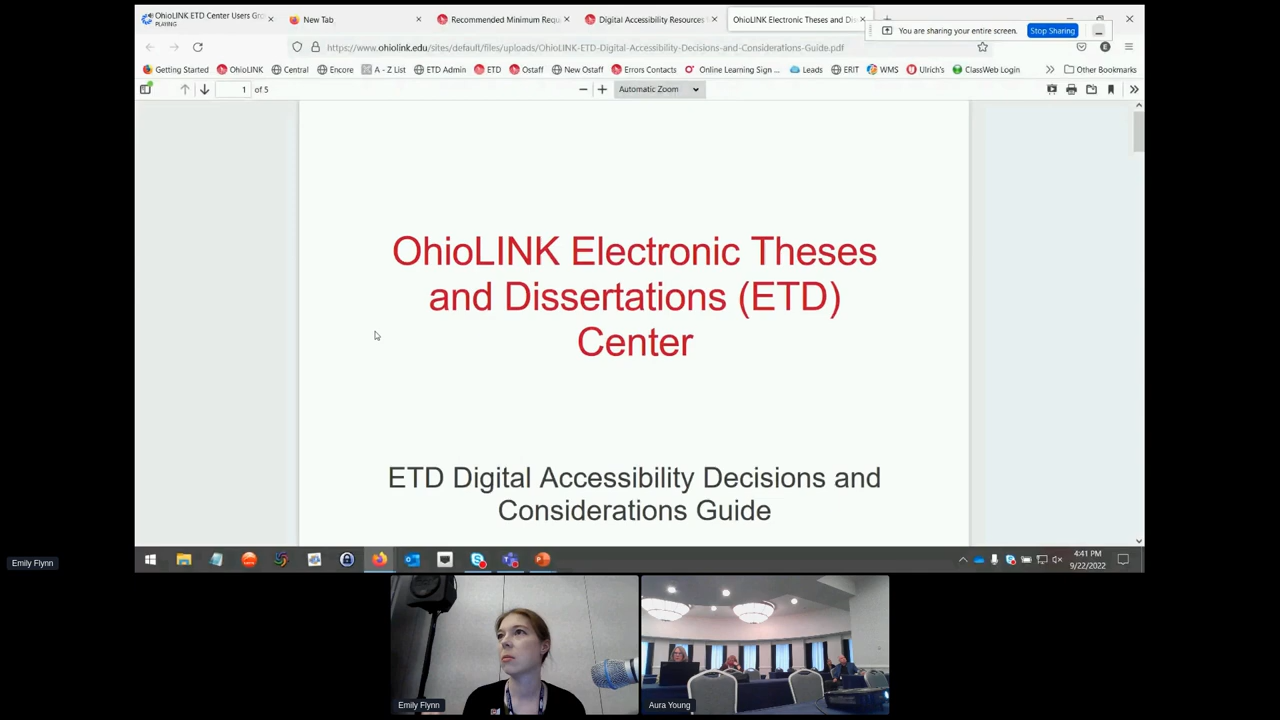 OhioLINK ETD Center Users Gro
PLAYING
New Tab
Recommended Minimum Requ
Digital Accessibility Resources
OhioLINK Electronic Theses and Di
You are sharing your entire screen.
Stop Sharing
https://www.ohiolink.edu/sites/default/files/uploads/OhioLINK-ETD-Digital-Accessibility-Decisions-and-Considerations-Guide.pdf
Getting Started
OhioLINK
Central
Encore
A - Z List
ETD Admin
ETD
Ostaff
New Ostaff
Errors Contacts
Online Learning Sign ...
Leads
ERIT
WMS
Ulrich's
ClassWeb Login
Other Bookmarks
1 of 5
Automatic Zoom
OhioLINK Electronic Theses
and Dissertations (ETD)
Center
ETD Digital Accessibility Decisions and
Considerations Guide
4:41 PM
9/22/2022
Emily Flynn
Emily Flynn
Aura Young